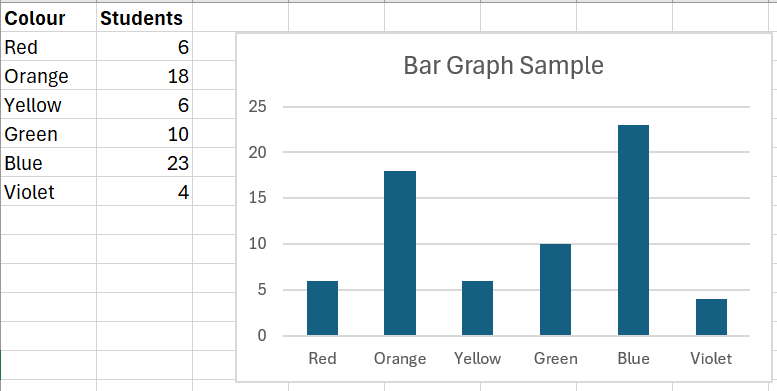 Colour Students
Red 6
Orange 18
Yellow 6
Green 10
Blue 23
Violet 4
Bar Graph Sample
25
20
15
10
5
0
Red Orange Yellow Green Blue Violet